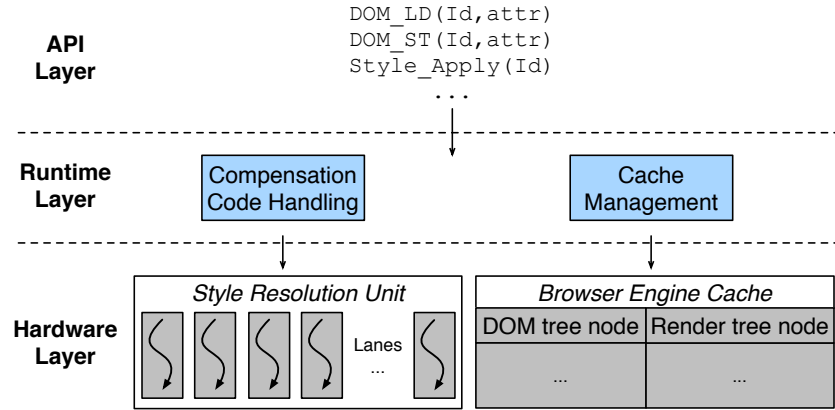 API
Layer
DOM_LD(Id,attr)
DOM_ST(Id,attr)
Style_Apply(Id)
...
Runtime
Layer
Compensation
Code Handling
Cache
Management
Hardware
Layer
Style Resolution Unit
Lanes
...
Browser Engine Cache
DOM tree node
Render tree node
...
...